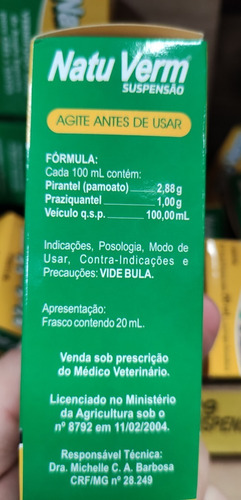 Natu Verm®
SUSPENSÃO
AGITE ANTES DE USAR
FÓRMULA:
Cada 100 mL contém:
Pirantel (pamoato) 2,88 g
Praziquantel 1,00 g
Veículo q.s.p. 100,00 mL
Indicações, Posologia, Modo de
Usar, Contra-Indicações e
Precauções: VIDE BULA.
Apresentação:
Frasco contendo 20 mL.
Venda sob prescrição
do Médico Veterinário.
Licenciado no Ministério
da Agricultura sob o
nº 8792 em 11/02/2004.
Responsável Técnica:
Dra. Michelle C. A. Barbosa
CRF/MG nº 28.249